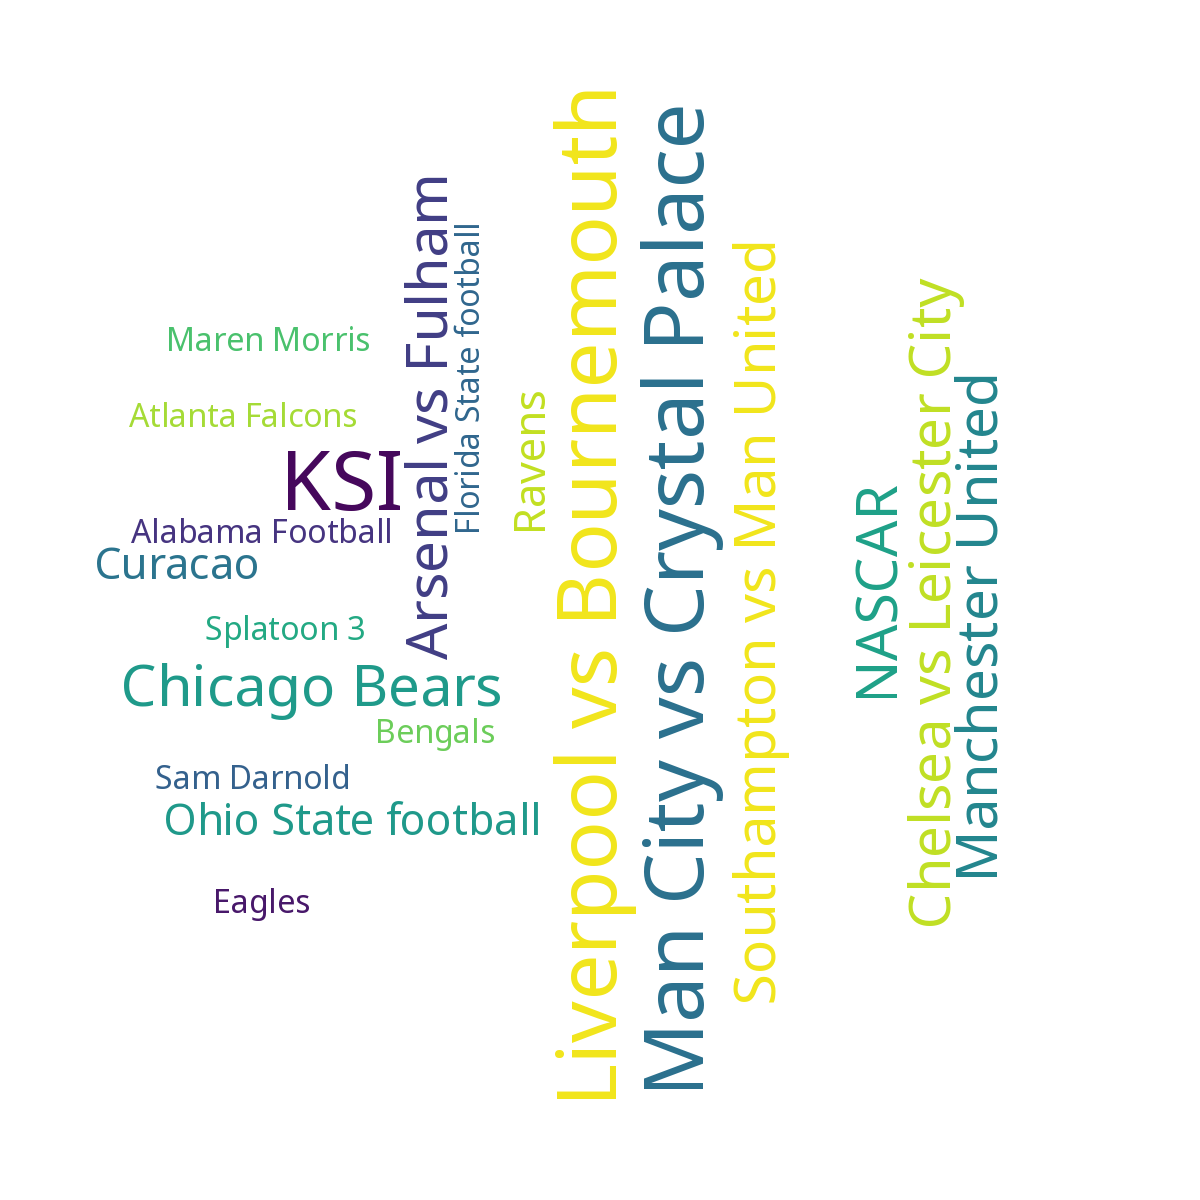 Maren Morris
Atlanta Falcons
KSI
Alabama Football
Curacao
Splatoon 3
Chicago Bears
Bengals
Sam Darnold
Ohio State football
Eagles
Arsenal vs Fulham
Florida State football
Ravens
Liverpool vs Bournemouth
Man City vs Crystal Palace
Southampton vs Man United
NASCAR
Chelsea vs Leicester City
Manchester United